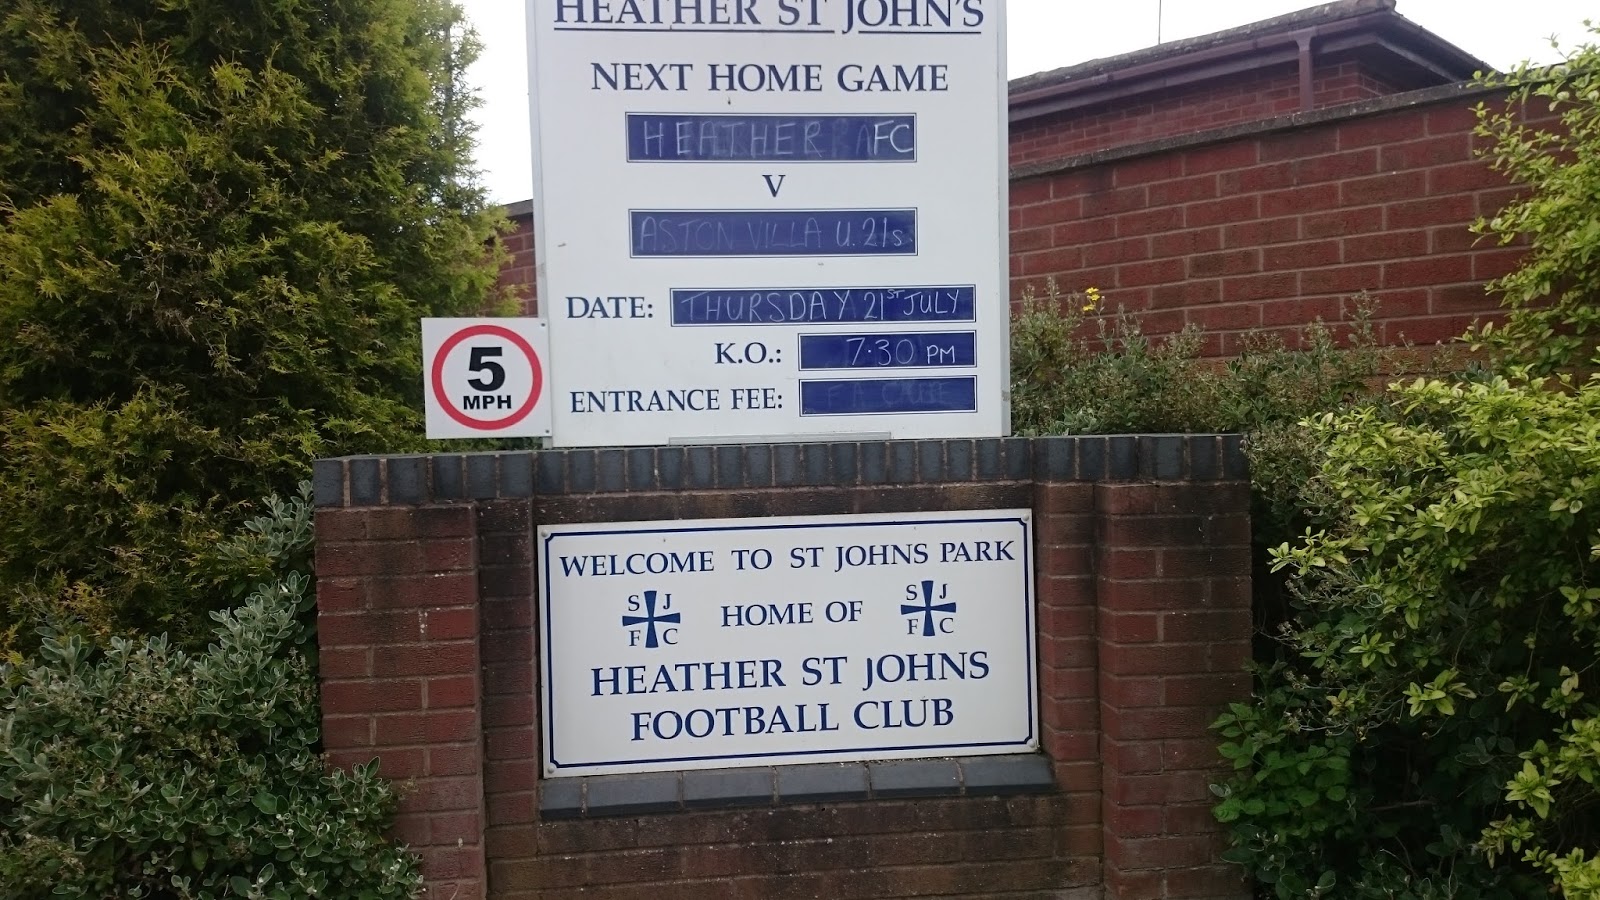 HEATHER ST JOHN'S
NEXT HOME GAME
HEATHER FC
V
ASTON VILLA U.21s
DATE: THURSDAY 21ST JULY
K.O.: 7.30 PM
ENTRANCE FEE:
5
MPH
WELCOME TO ST JOHNS PARK
S J
F C
HOME OF
S J
F C
HEATHER ST JOHNS
FOOTBALL CLUB